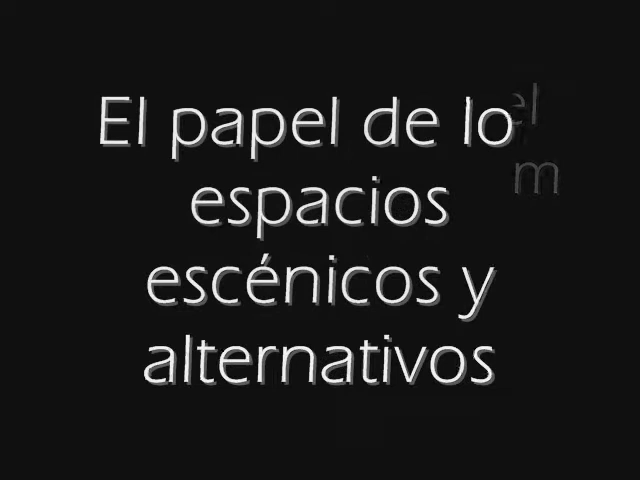 El papel de lo
espacios
escénicos y
alternativos